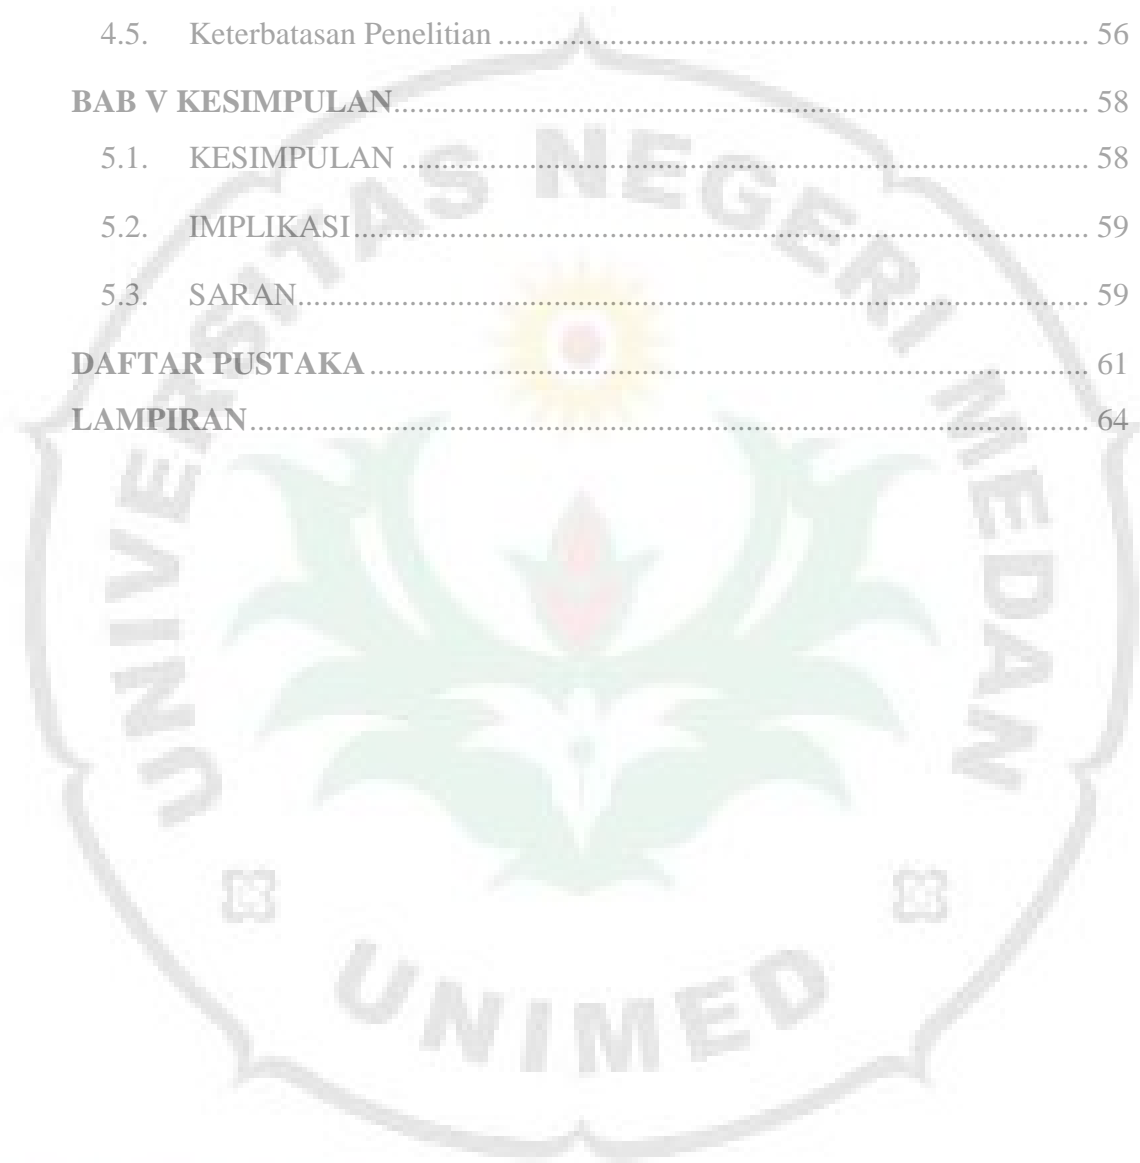 4.5. Keterbatasan Penelitian ........................................................................ 56
BAB V KESIMPULAN ........................................................................ 58
5.1. KESIMPULAN ........................................................................ 58
5.2. IMPLIKASI ........................................................................ 59
5.3. SARAN ........................................................................ 59
DAFTAR PUSTAKA ........................................................................ 61
LAMPIRAN ........................................................................ 64
UNIVERSITAS NEGERI MEDAN
UNIMED